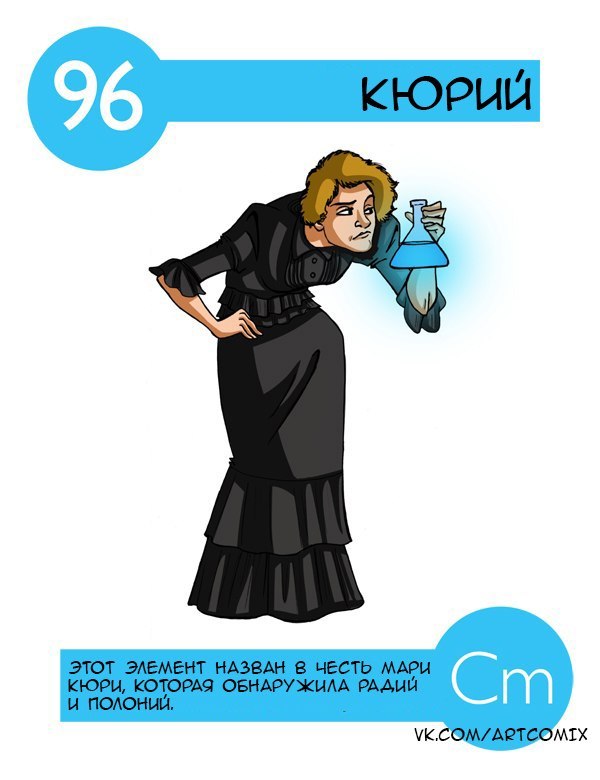 96
КЮРИЙ
ЭТОТ ЭЛЕМЕНТ НАЗВАН В ЧЕСТЬ МАРИ
КЮРИ, КОТОРАЯ ОБНАРУЖИЛА РАДИЙ
И ПОЛОНИЙ.
Cm
VK.COM/ARTCOMIX